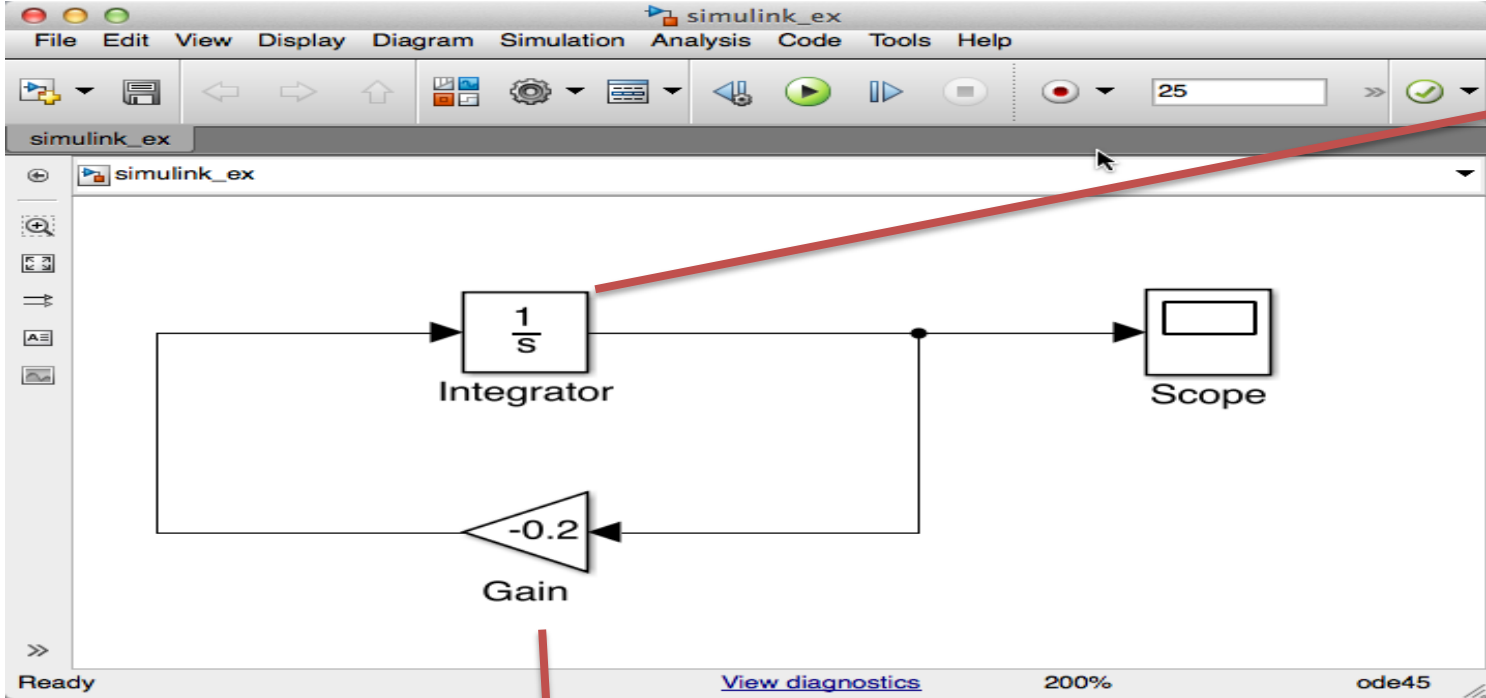 simulink_ex
File Edit View Display Diagram Simulation Analysis Code Tools Help
25
simulink_ex
simulink_ex
1
s
Integrator
Scope
-0.2
Gain
Ready View diagnostics 200% ode45